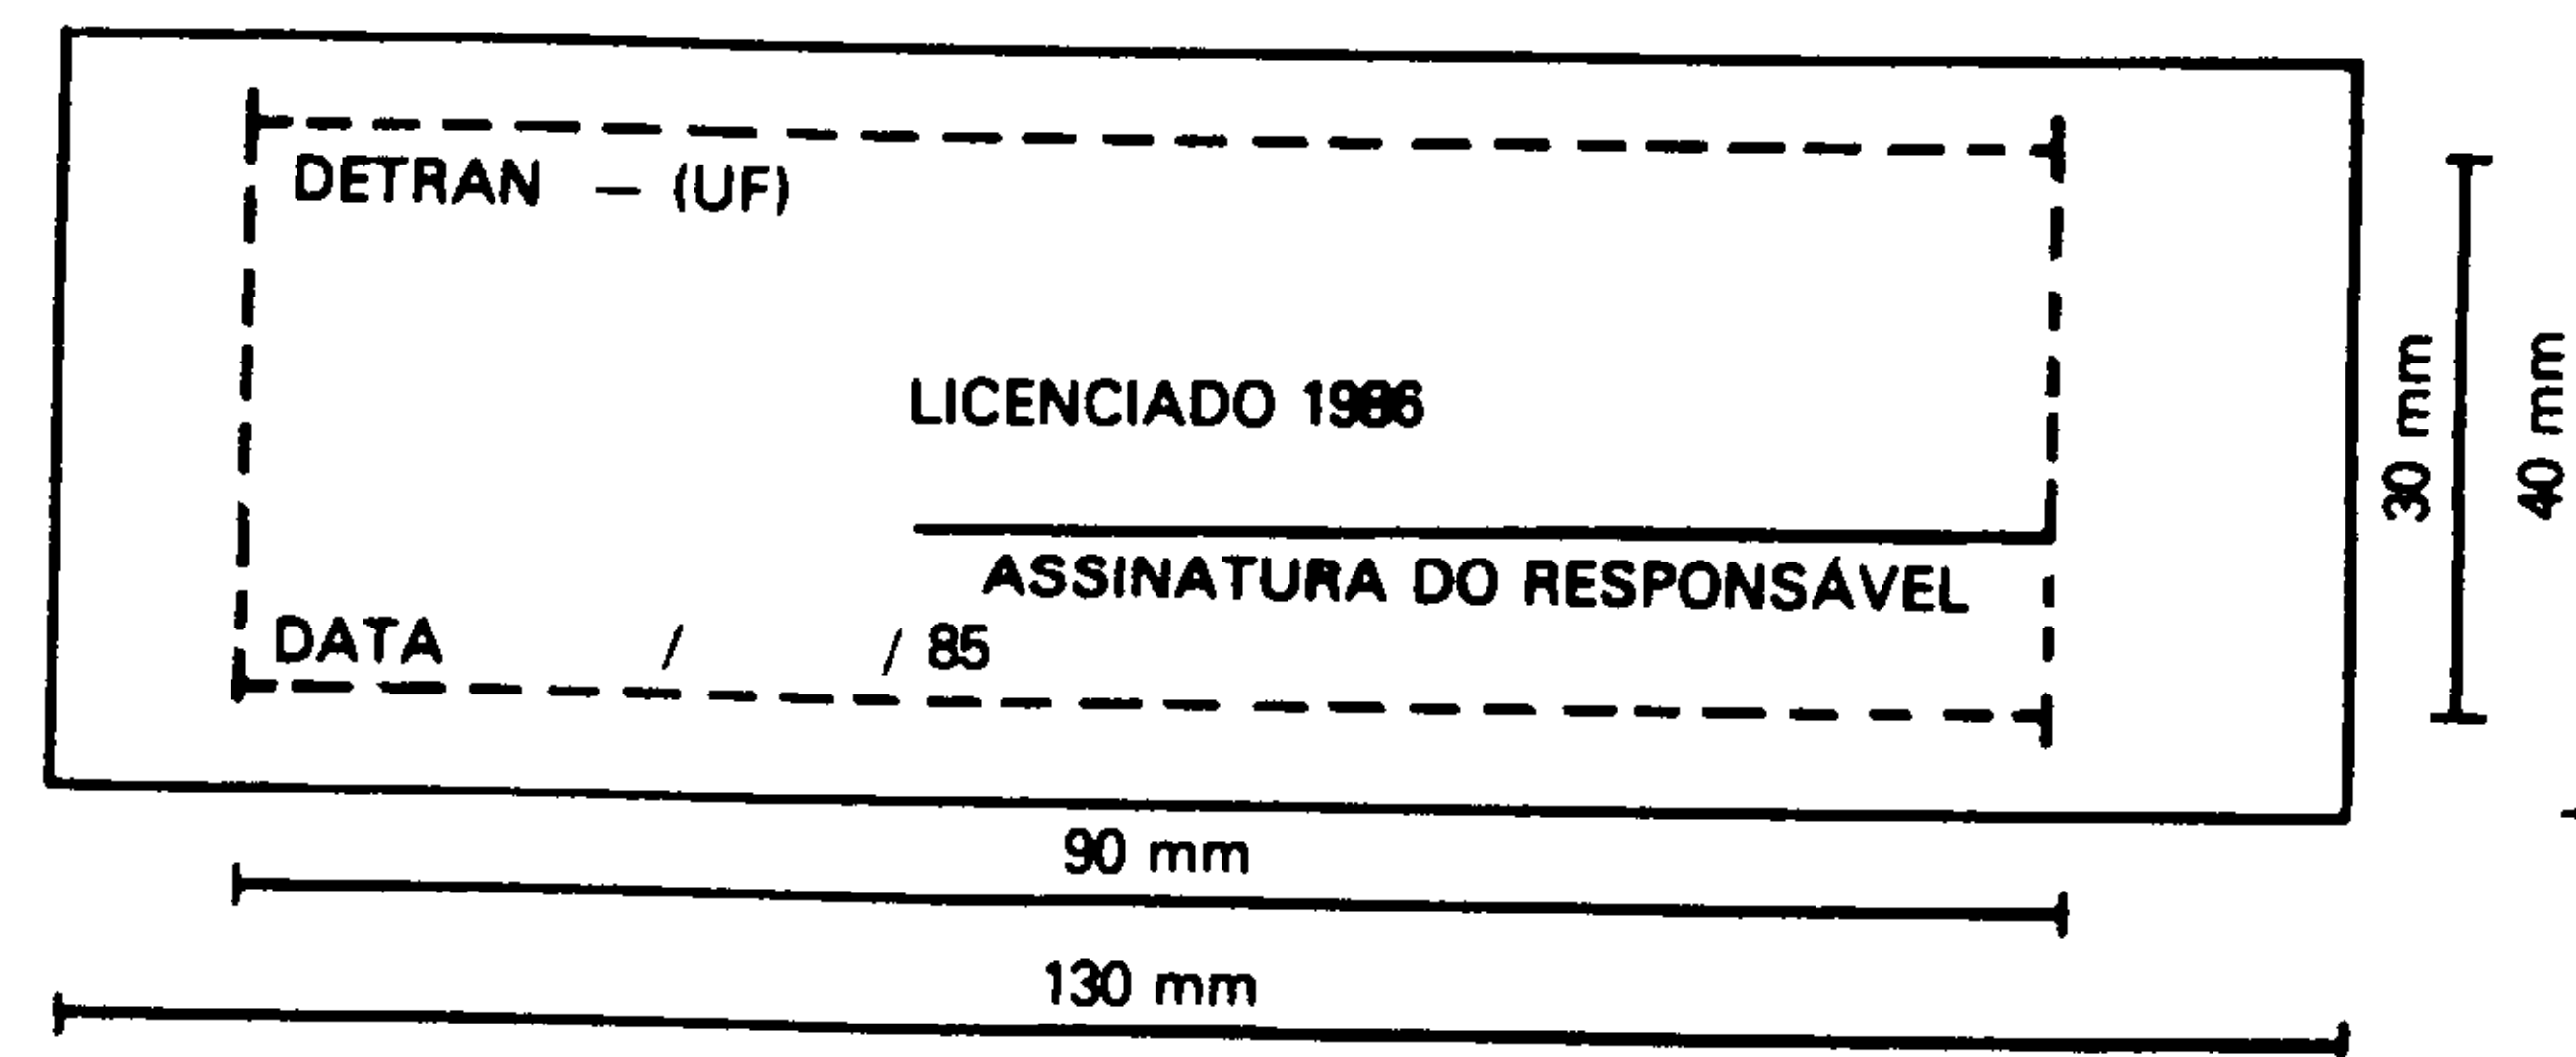 DETRAN – (UF)
LICENCIADO 1986
ASSINATURA DO RESPONSÁVEL
DATA / / 85
30 mm
40 mm
90 mm
130 mm